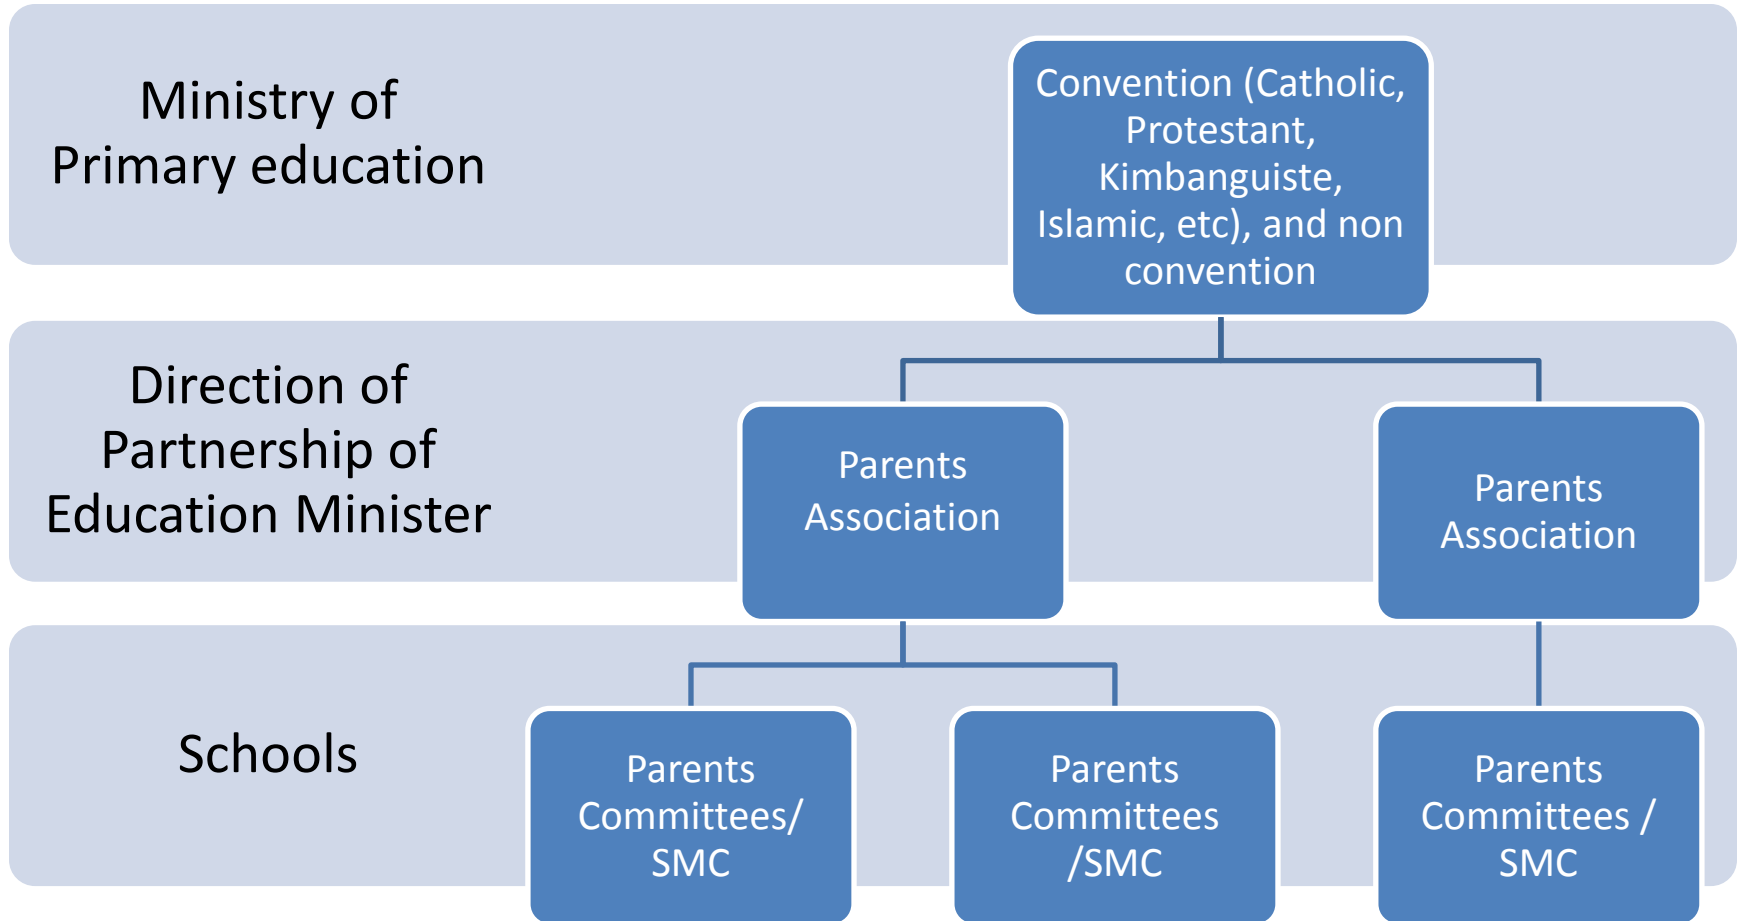 Ministry of
Primary education
Convention (Catholic,
Protestant,
Kimbanguiste,
Islamic, etc), and non
convention
Direction of
Partnership of
Education Minister
Parents
Association
Parents
Association
Schools
Parents
Committees/
SMC
Parents
Committees
/SMC
Parents
Committees /
SMC